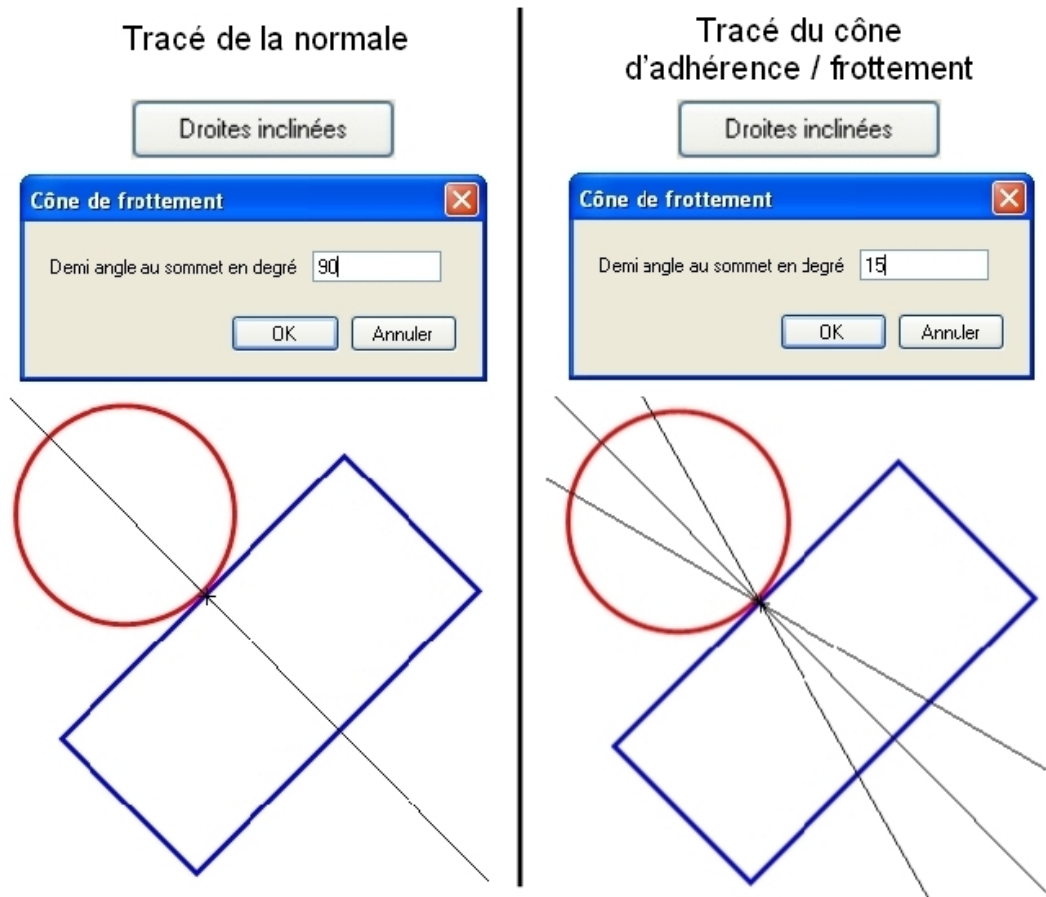 Tracé de la normale
Droites inclinées
Cône de frottement
Demi angle au sommet en degré 90
OK Annuler
Tracé du cône
d'adhérence / frottement
Droites inclinées
Cône de frottement
Demi angle au sommet en degré 15
OK Annuler